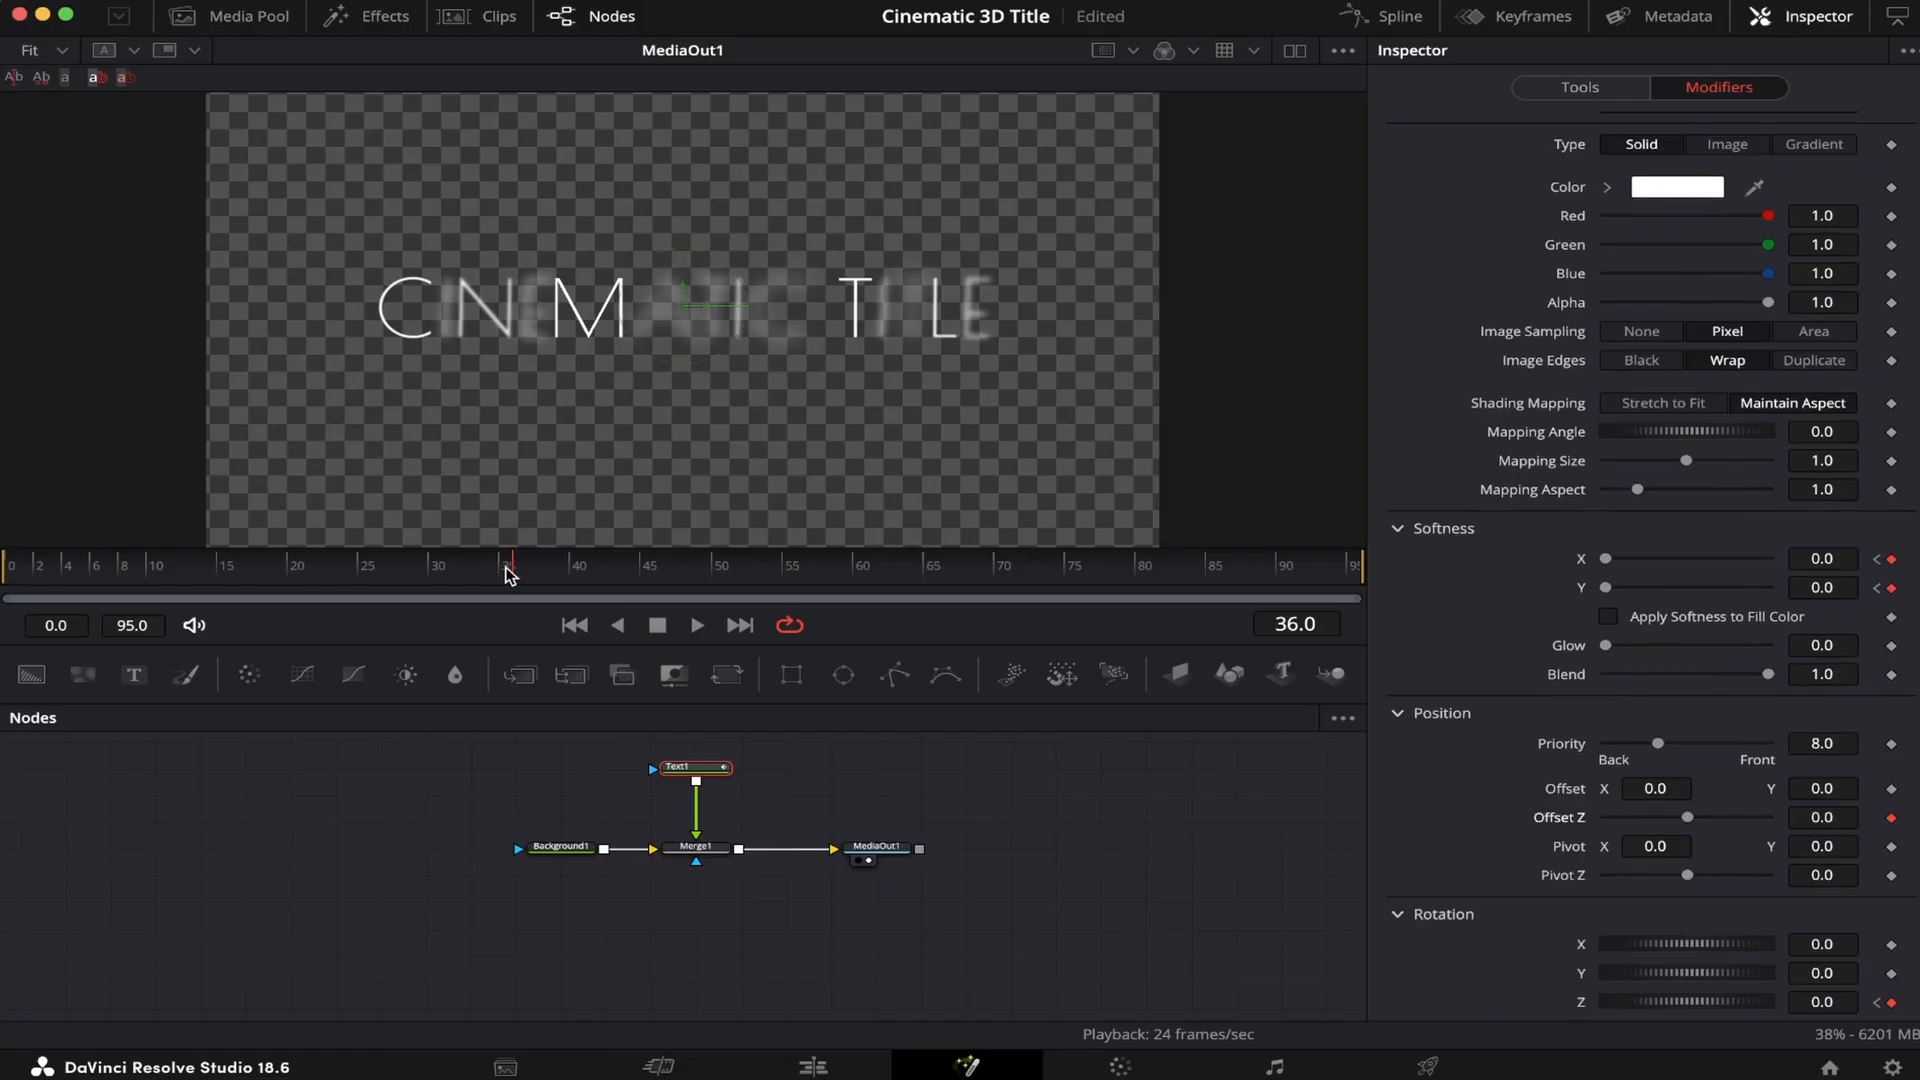 Media Pool Effects Clips Nodes Cinematic 3D Title Edited Spline Keyframes Metadata Inspector
Fit A MediaOut1 Inspector
Ab Ab a ab ab
Tools Modifiers
Type Solid Image Gradient
Color
Red 1.0
Green 1.0
Blue 1.0
Alpha 1.0
CINEMATIC TITLE
Image Sampling None Pixel Area
Image Edges Black Wrap Duplicate
Shading Mapping Stretch to Fit Maintain Aspect
Mapping Angle 0.0
Mapping Size 1.0
Mapping Aspect 1.0
Softness
X 0.0
Y 0.0
Apply Softness to Fill Color
Glow 0.0
Blend 1.0
0 2 4 6 8 10 15 20 25 30 35 40 45 50 55 60 65 70 75 80 85 90 95
0.0 95.0 36.0
Nodes
Text1
Background1 Merge1 MediaOut1
Position
Priority 8.0
Back Front
Offset X 0.0 Y 0.0
Offset Z 0.0
Pivot X 0.0 Y 0.0
Pivot Z 0.0
Rotation
X 0.0
Y 0.0
Z 0.0
Playback: 24 frames/sec 38% - 6201 MB
DaVinci Resolve Studio 18.6